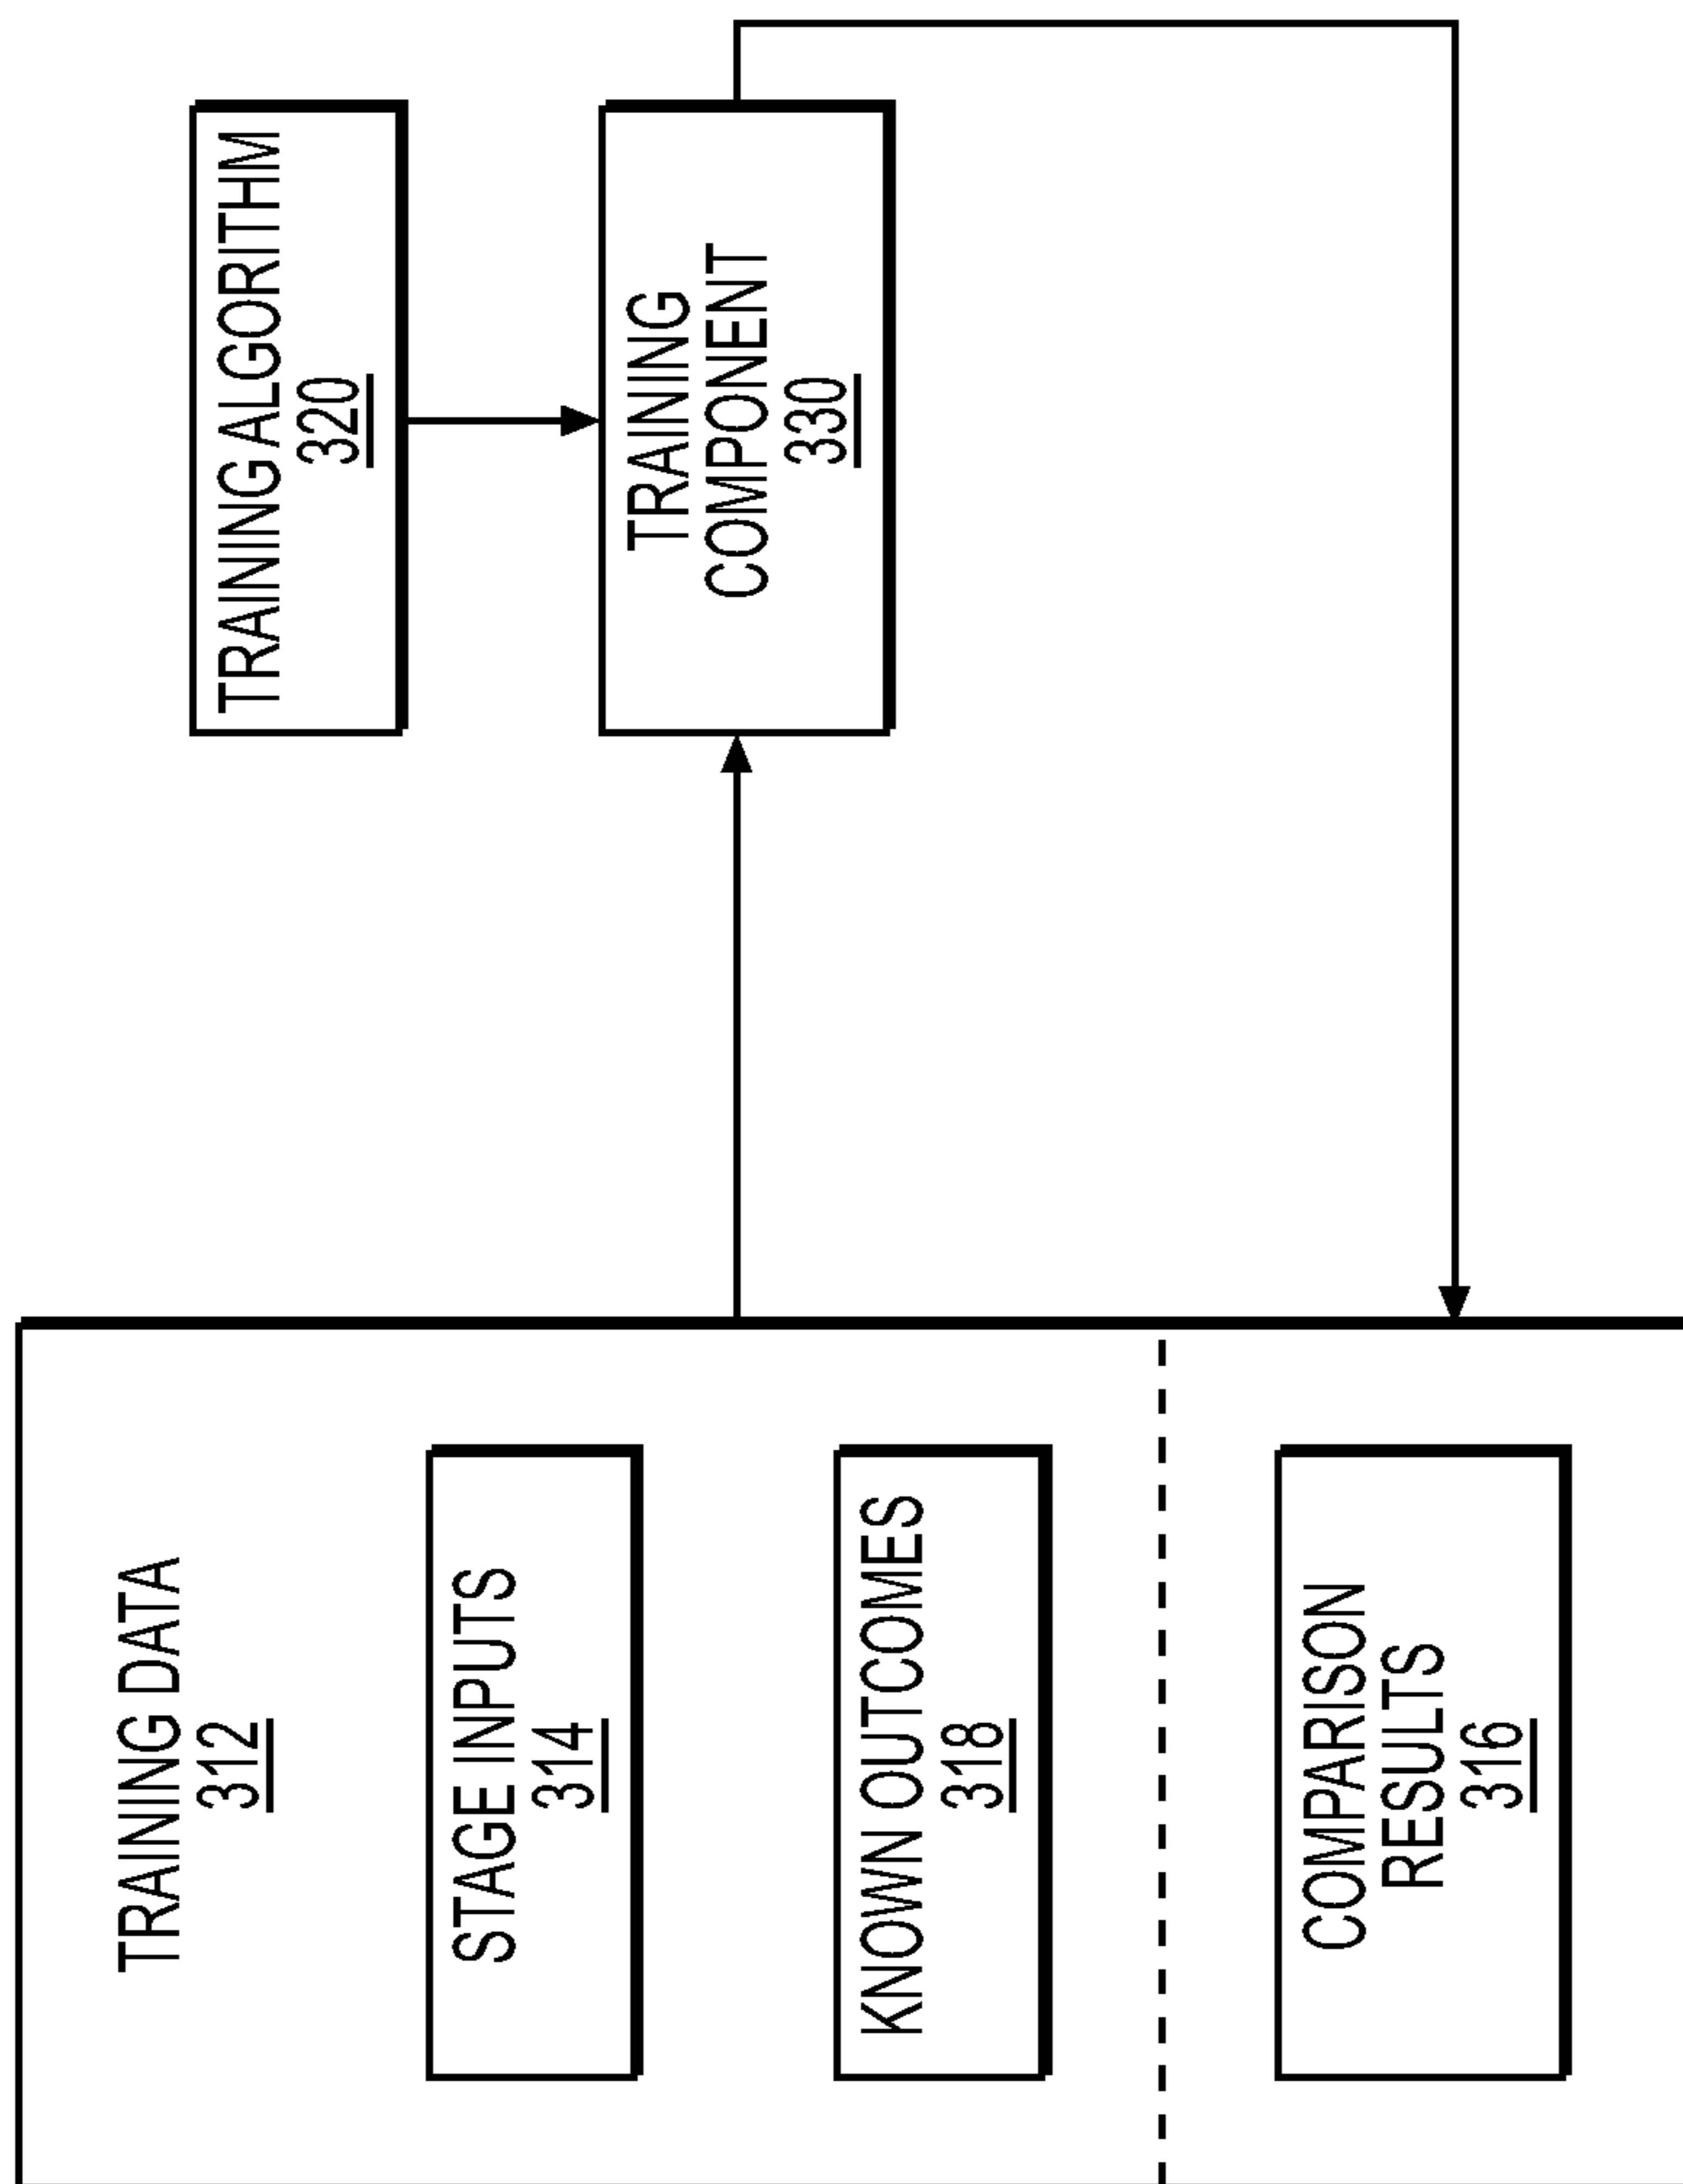 TRAINING DATA
312
STAGE INPUTS
314
KNOWN OUTCOMES
318
COMPARISON
RESULTS
316
TRAINING ALGORITHM
320
TRAINING
COMPONENT
330